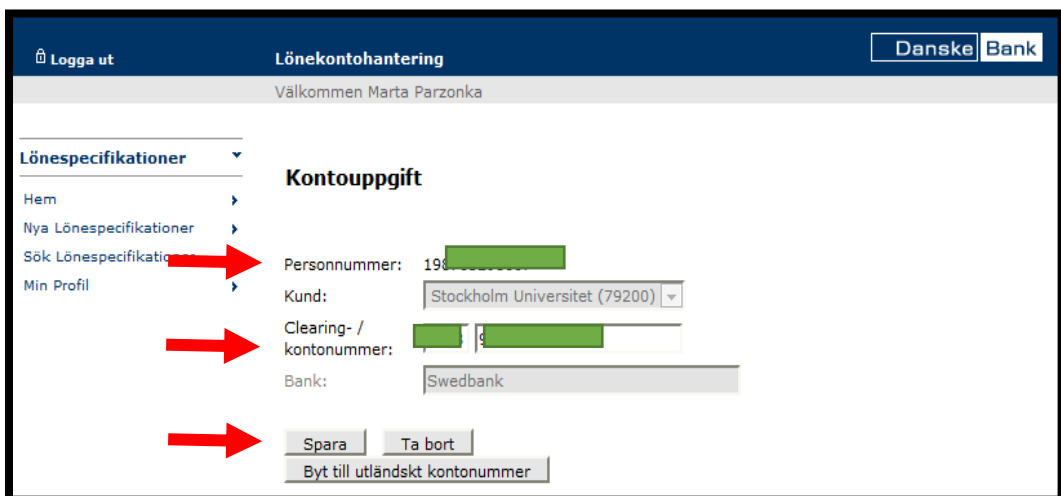 Logga ut
Lönekontohantering
Danske Bank
Välkommen Marta Parzonka
Lönespecifikationer
Hem
Nya Lönespecifikationer
Sök
Min Profil
Kontouppgift
Personnummer:
Kund: Stockholm Universitet (79200)
Clearing- /
kontonummer:
Bank: Swedbank
Spara Ta bort
Byt till utländskt kontonummer